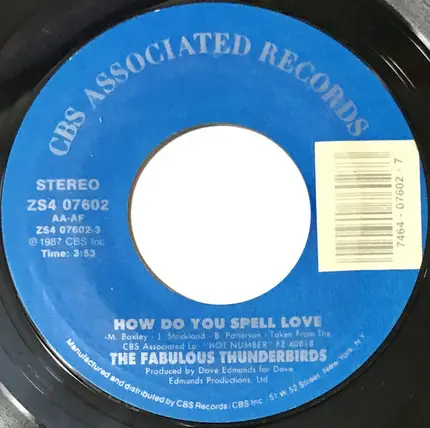 CBS ASSOCIATED RECORDS
STEREO
ZS4 07602
AA-AF
ZS4 07602-3
℗ 1987 CBS Inc
Time: 3:53
7464-07602-7
HOW DO YOU SPELL LOVE
-M. Boxley - J. Strickland - B. Patterson - Taken From The
CBS Associated Lp: "HOT NUMBER" FZ 40818
THE FABULOUS THUNDERBIRDS
Produced by Dave Edmunds for Dave
Edmunds Productions, Ltd
Manufactured and distributed by CBS Records/CBS Inc./51 W. 52 Street, New York, N.Y.